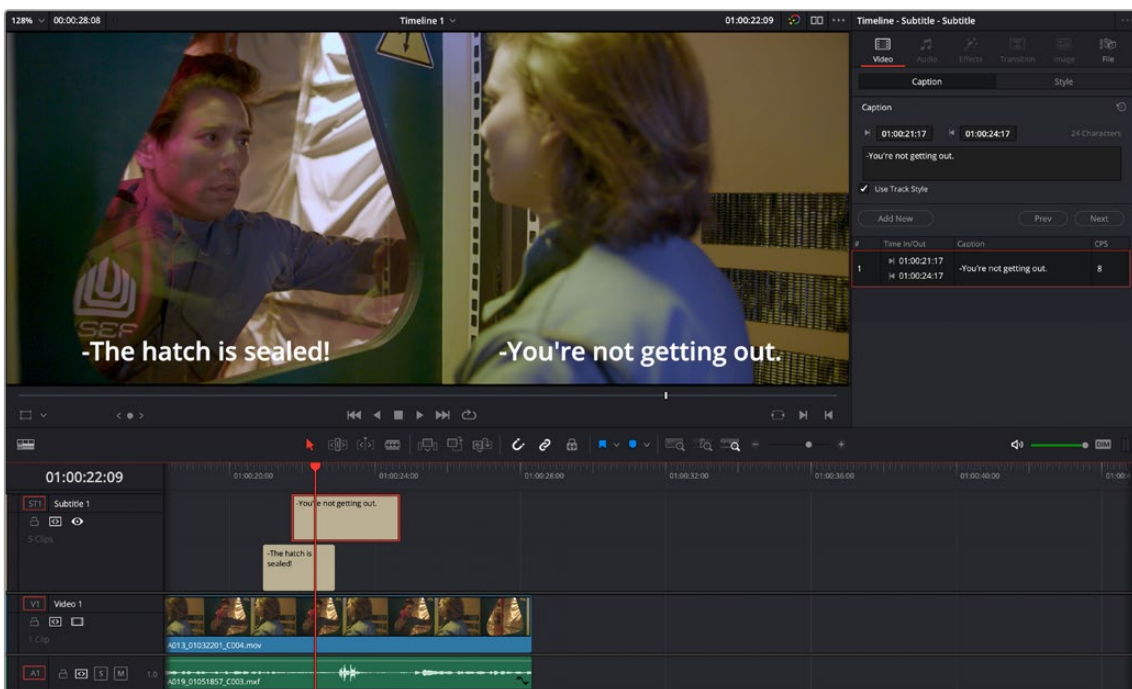 128% 00:00:28:08 Timeline 1 01:00:22:09 Timeline - Subtitle - Subtitle
Video Audio Effects Transition Image File
Caption Style
Caption
01:00:21:17 01:00:24:17 24 Characters
-You're not getting out.
Use Track Style
Add New Prev Next
# Time In/Out Caption CPS
1 01:00:21:17 -You're not getting out. 8
01:00:24:17
SEF
-The hatch is sealed! -You're not getting out.
DIM
01:00:22:09 01:00:20:00 01:00:24:00 01:00:28:00 01:00:32:00 01:00:36:00 01:00:40:00
ST1 Subtitle 1
-You're not getting out.
5 Clips
-The hatch is
sealed!
V1 Video 1
1 Clip
A013_01032201_C004.mov
A1 S M 1.0
A019_01051857_C003.mxf